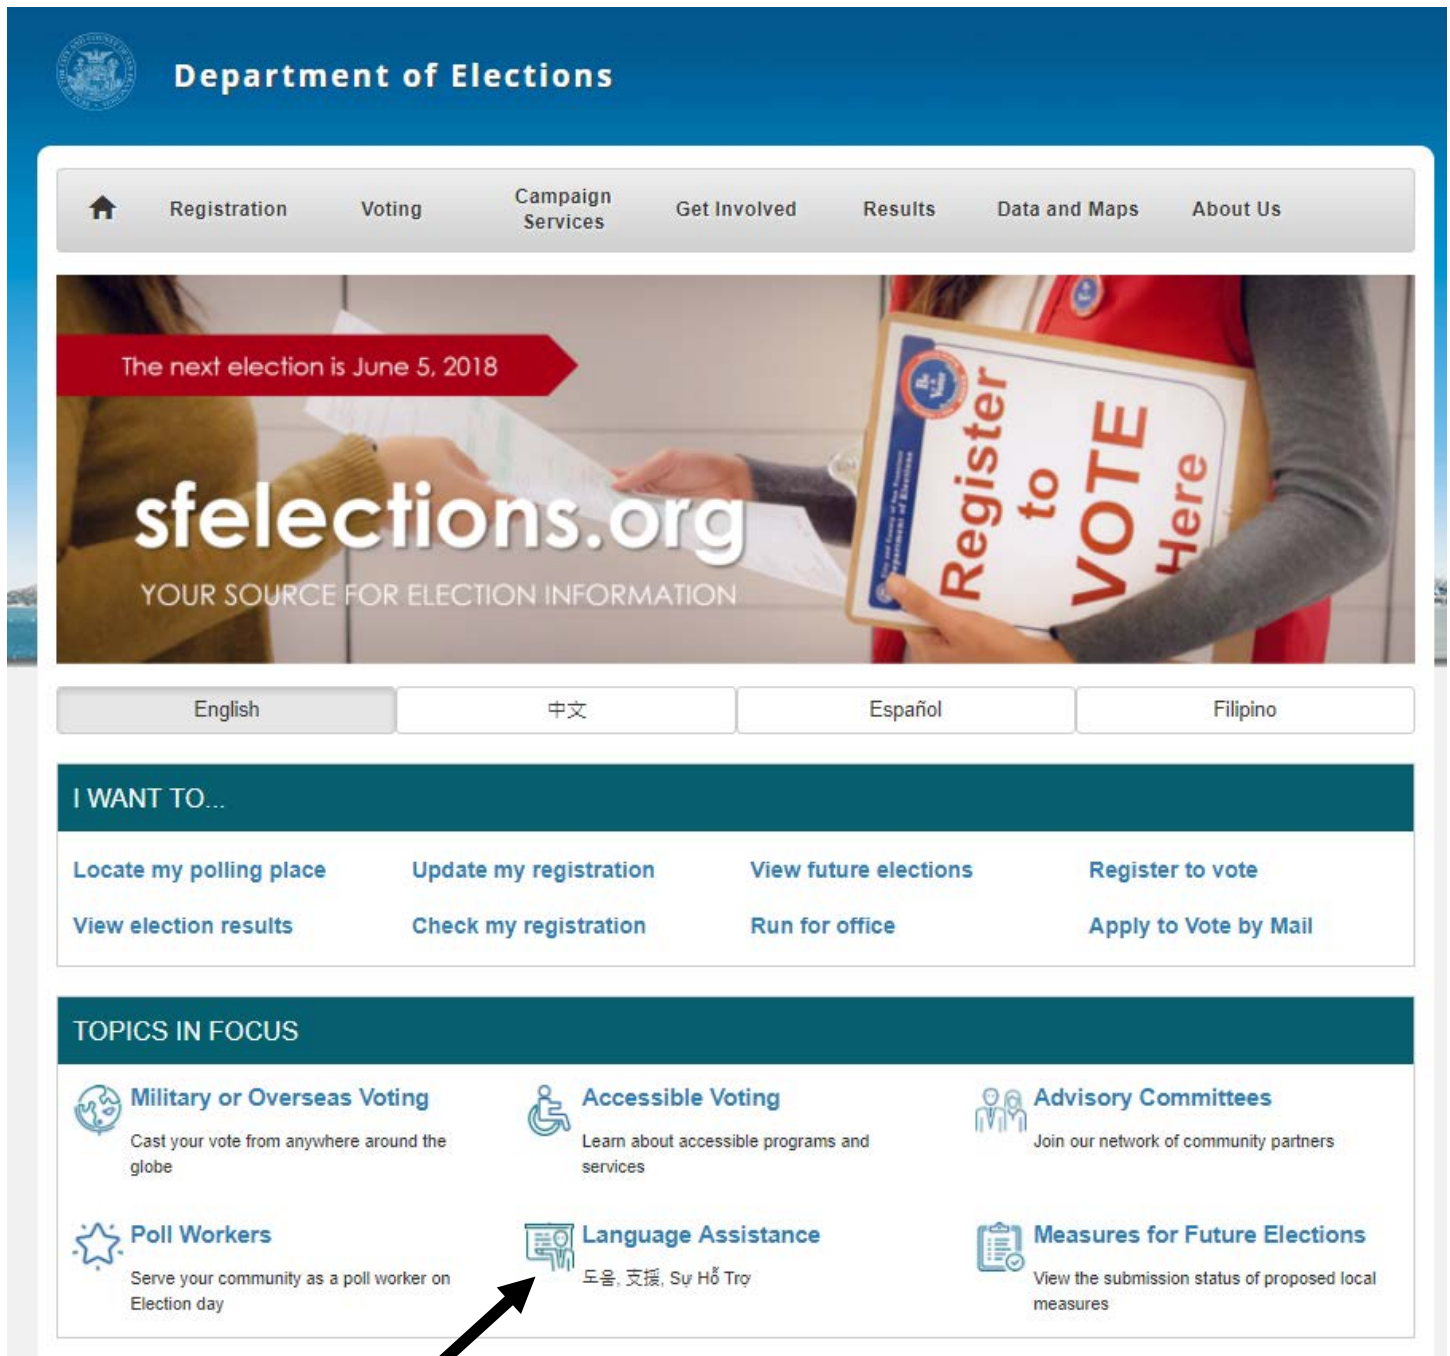 Department of Elections
Registration
Voting
Campaign
Services
Get Involved
Results
Data and Maps
About Us
The next election is June 5, 2018
sfelections.org
YOUR SOURCE FOR ELECTION INFORMATION
Register
to
VOTE
Here
Department of Elections
English
中文
Español
Filipino
I WANT TO...
Locate my polling place
Update my registration
View future elections
Register to vote
View election results
Check my registration
Run for office
Apply to Vote by Mail
TOPICS IN FOCUS
Military or Overseas Voting
Cast your vote from anywhere around the
globe
Accessible Voting
Learn about accessible programs and
services
Advisory Committees
Join our network of community partners
Poll Workers
Serve your community as a poll worker on
Election day
Language Assistance
도움, 支援, Sự Hỗ Trợ
Measures for Future Elections
View the submission status of proposed local
measures